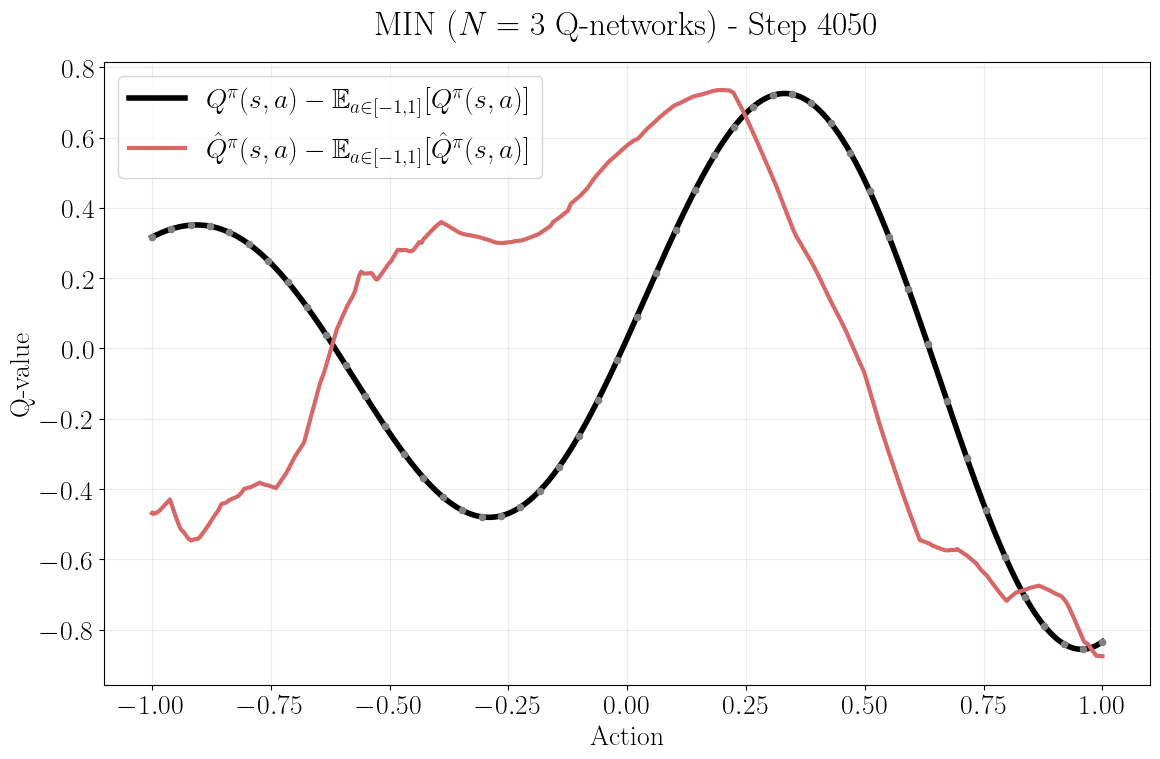 MIN (N = 3 Q-networks) - Step 4050
Q^π(s, a) − 𝔼_{a∈[−1,1]}[Q^π(s, a)]
Q̂^π(s, a) − 𝔼_{a∈[−1,1]}[Q̂^π(s, a)]
Q-value
0.8
0.6
0.4
0.2
0.0
−0.2
−0.4
−0.6
−0.8
−1.00 −0.75 −0.50 −0.25 0.00 0.25 0.50 0.75 1.00
Action